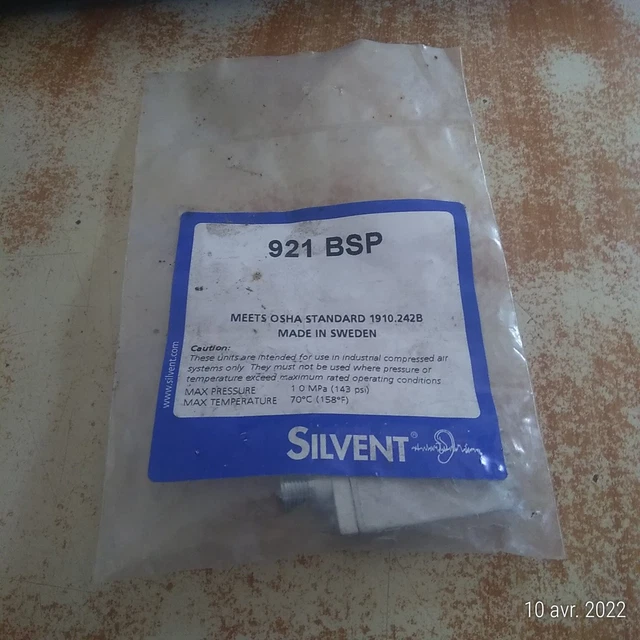 921 BSP
MEETS OSHA STANDARD 1910.242B
MADE IN SWEDEN
Caution:
These units are intended for use in industrial compressed air
systems only. They must not be used where pressure or
temperature exceed maximum rated operating conditions
MAX PRESSURE 1.0 MPa (143 psi)
MAX TEMPERATURE 70°C (158°F)
www.silvent.com
SILVENT®
10 avr. 2022